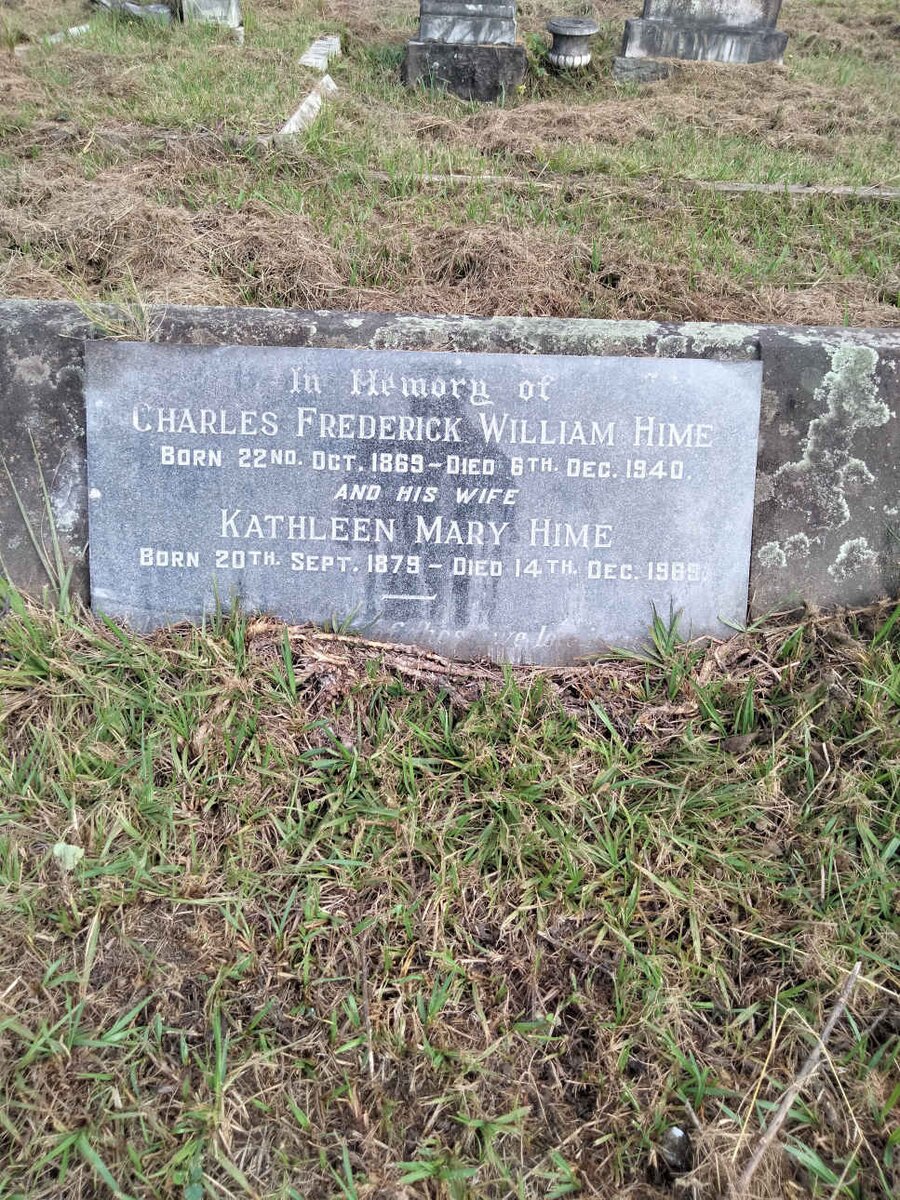 In Memory of
CHARLES FREDERICK WILLIAM HIME
BORN 22ND. OCT. 1869 – DIED 6TH. DEC. 1940.
AND HIS WIFE
KATHLEEN MARY HIME
BORN 20TH. SEPT. 1879 – DIED 14TH. DEC. 1989.